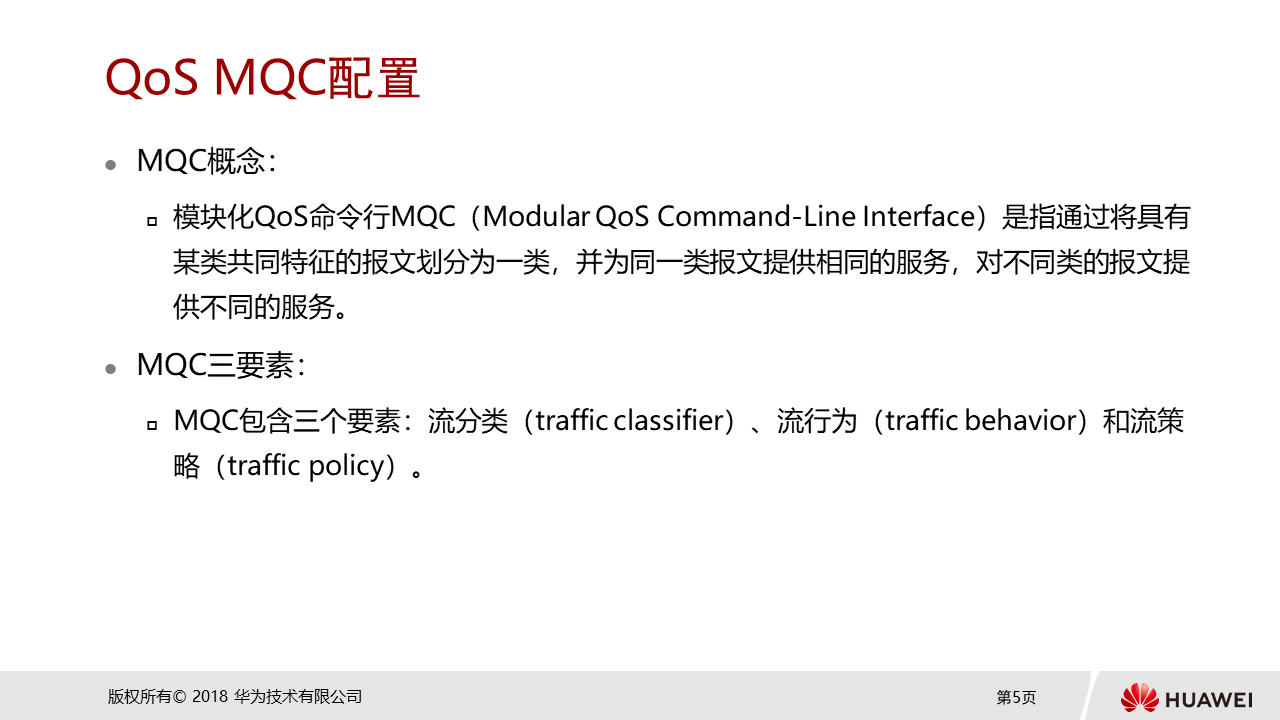 QoS MQC配置
MQC概念：
模块化QoS命令行MQC（Modular QoS Command-Line Interface）是指通过将具有
某类共同特征的报文划分为一类，并为同一类报文提供相同的服务，对不同类的报文提
供不同的服务。
MQC三要素：
MQC包含三个要素：流分类（traffic classifier）、流行为（traffic behavior）和流策
略（traffic policy）。
版权所有© 2018 华为技术有限公司
第5页
HUAWEI